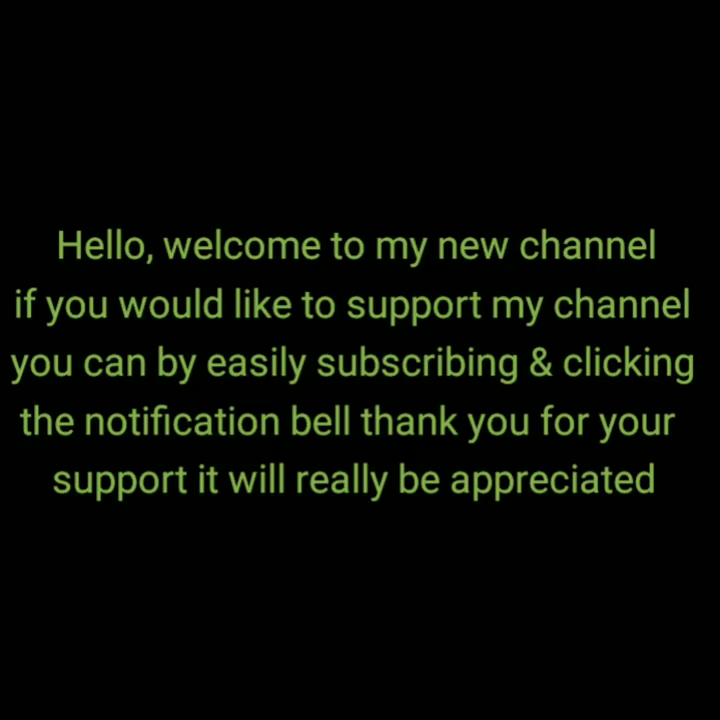 Hello, welcome to my new channel
if you would like to support my channel
you can by easily subscribing & clicking
the notification bell thank you for your
support it will really be appreciated